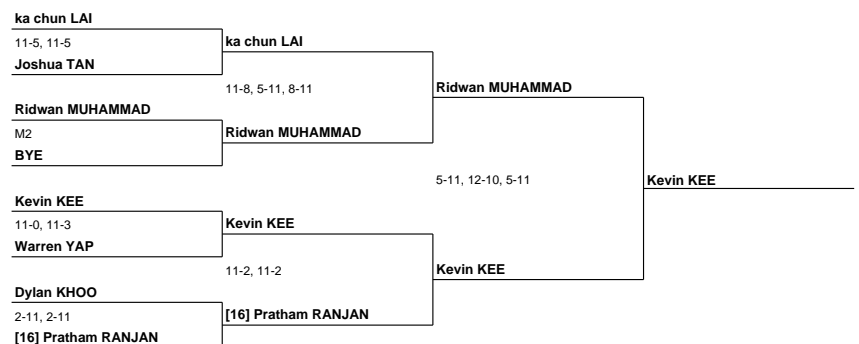 ka chun LAI
11-5, 11-5
Joshua TAN
ka chun LAI
11-8, 5-11, 8-11
Ridwan MUHAMMAD
M2
BYE
Ridwan MUHAMMAD
Ridwan MUHAMMAD
5-11, 12-10, 5-11
Kevin KEE
Kevin KEE
11-0, 11-3
Warren YAP
Kevin KEE
11-2, 11-2
Kevin KEE
Dylan KHOO
2-11, 2-11
[16] Pratham RANJAN
[16] Pratham RANJAN